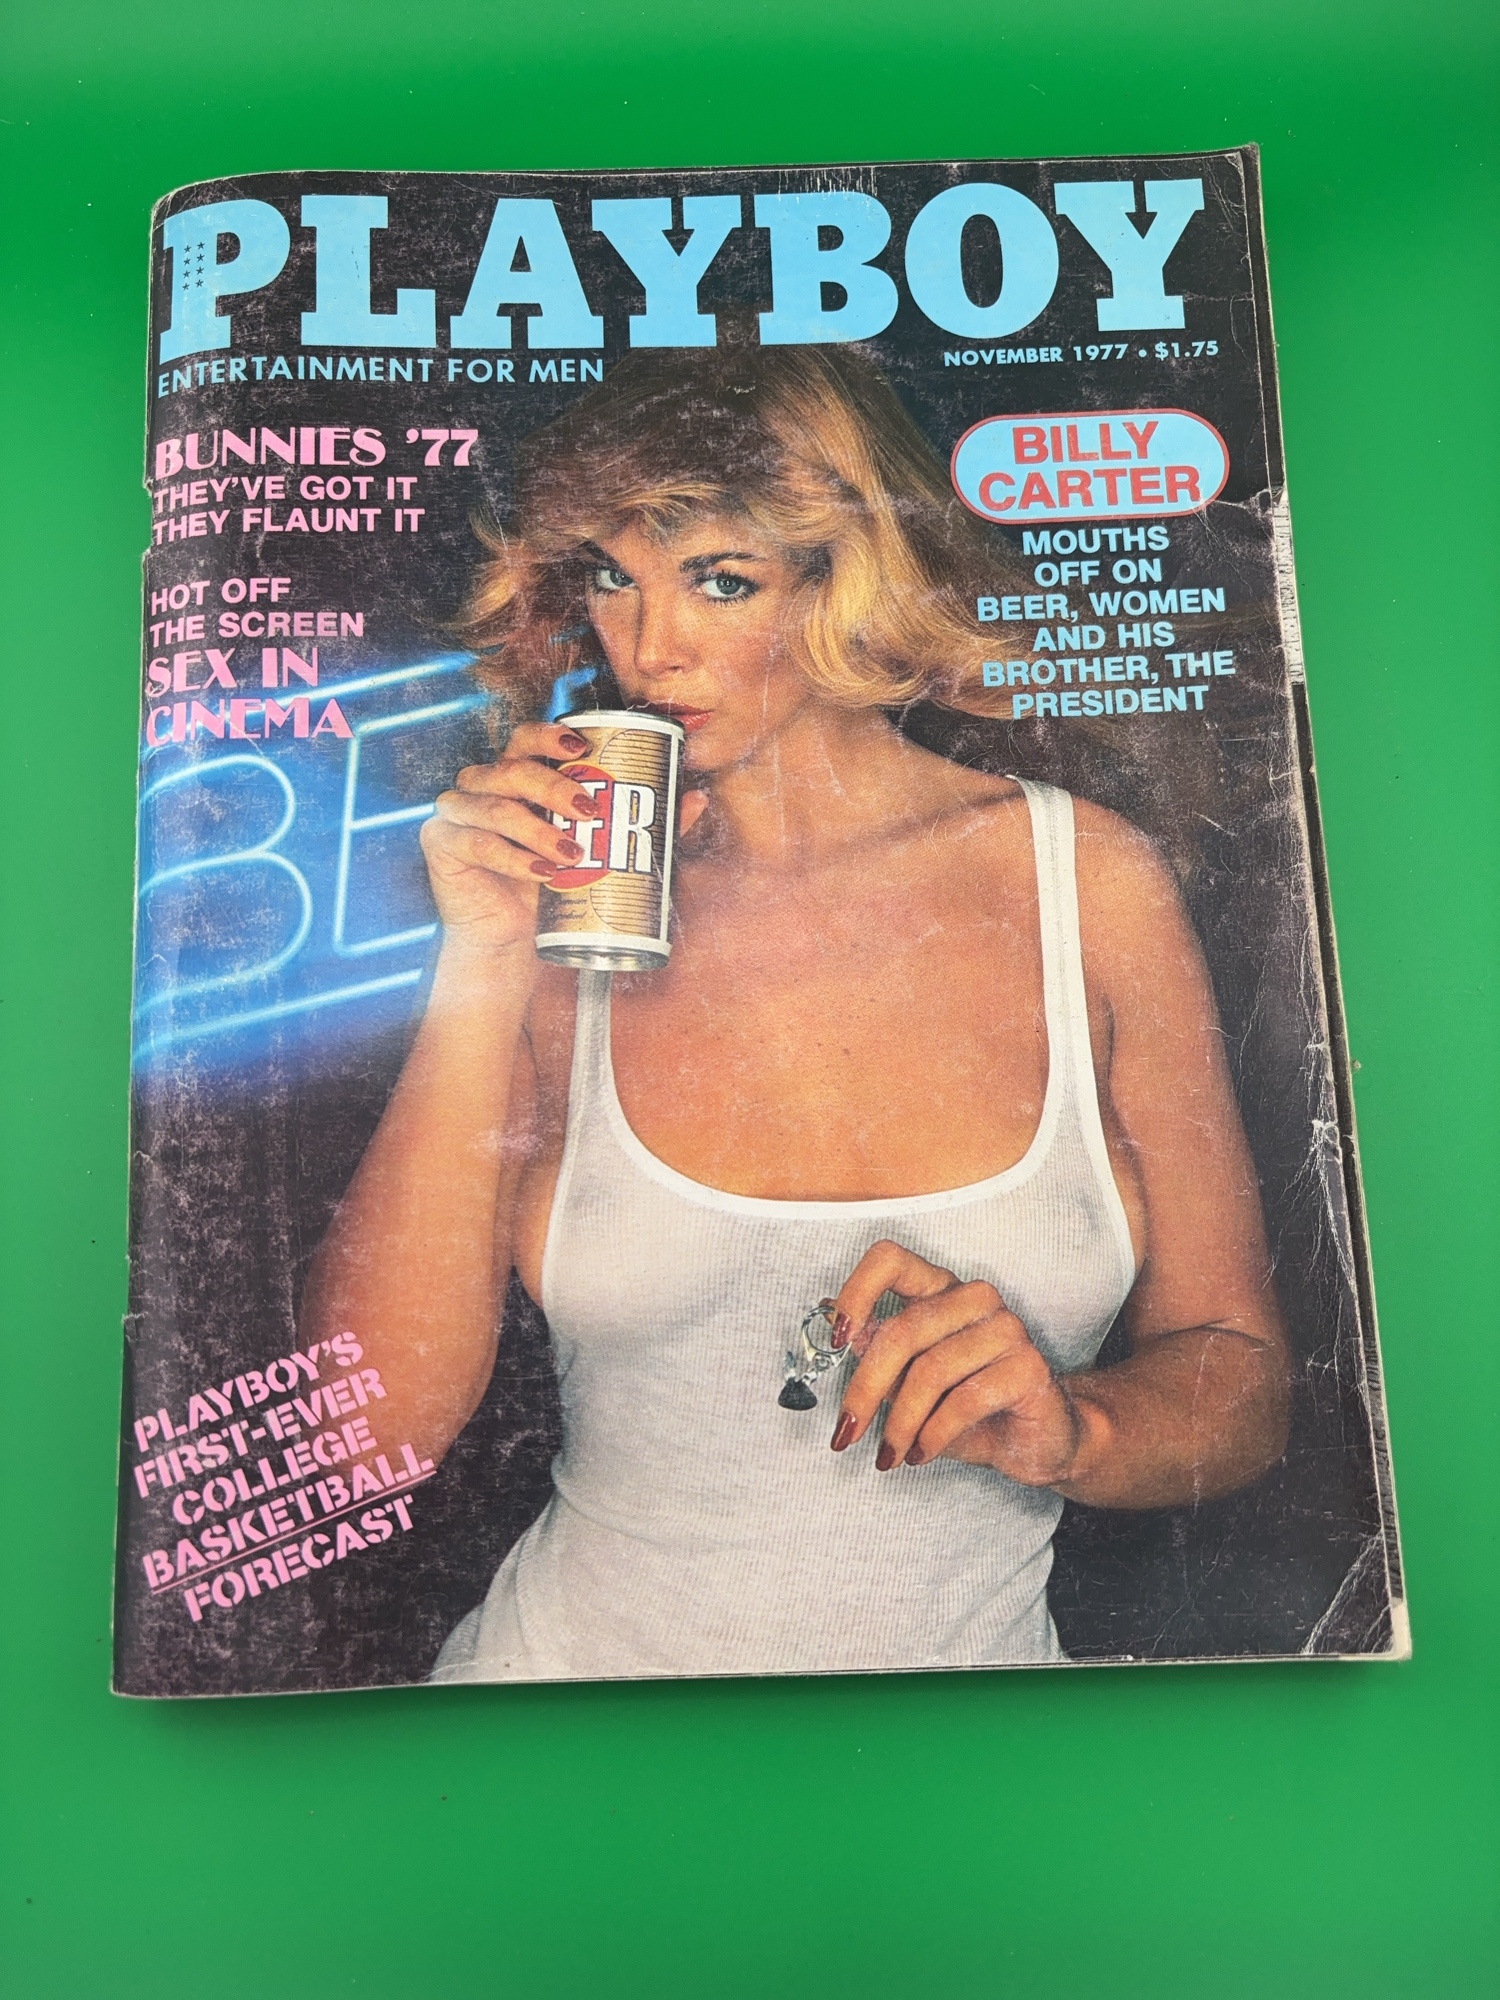 PLAYBOY
ENTERTAINMENT FOR MEN
NOVEMBER 1977 • $1.75
BUNNIES '77
THEY'VE GOT IT
THEY FLAUNT IT
HOT OFF
THE SCREEN
SEX IN
CINEMA
BILLY
CARTER
MOUTHS
OFF ON
BEER, WOMEN
AND HIS
BROTHER, THE
PRESIDENT
BEE
EER
PLAYBOY'S
FIRST-EVER
COLLEGE
BASKETBALL
FORECAST